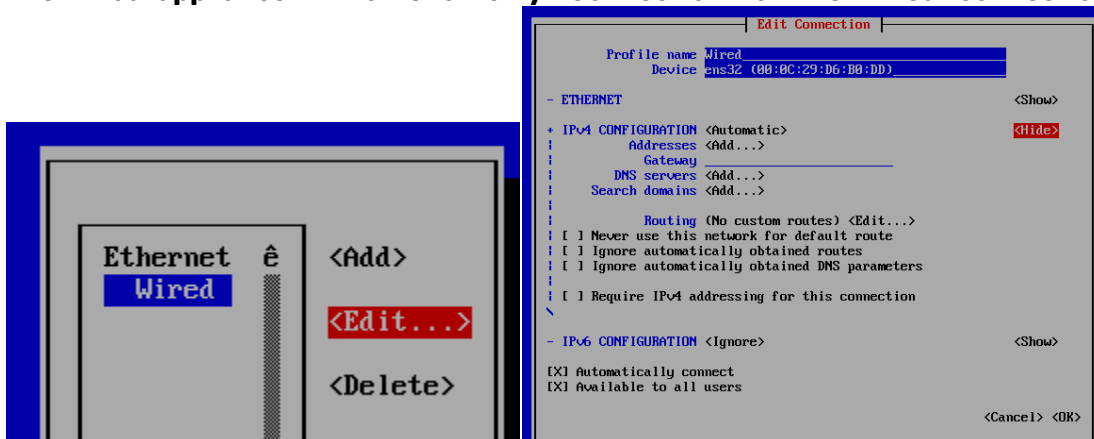 Edit Connection
Ethernet ê
Wired
<Add>
<Edit...>
<Delete>
Profile name Wired
Device ens32 (00:0C:29:D6:B0:DD)
- ETHERNET <Show>
+ IPv4 CONFIGURATION <Automatic> <Hide>
Addresses <Add...>
Gateway
DNS servers <Add...>
Search domains <Add...>
Routing (No custom routes) <Edit...>
[ ] Never use this network for default route
[ ] Ignore automatically obtained routes
[ ] Ignore automatically obtained DNS parameters
[ ] Require IPv4 addressing for this connection
- IPv6 CONFIGURATION <Ignore> <Show>
[X] Automatically connect
[X] Available to all users
<Cancel> <OK>